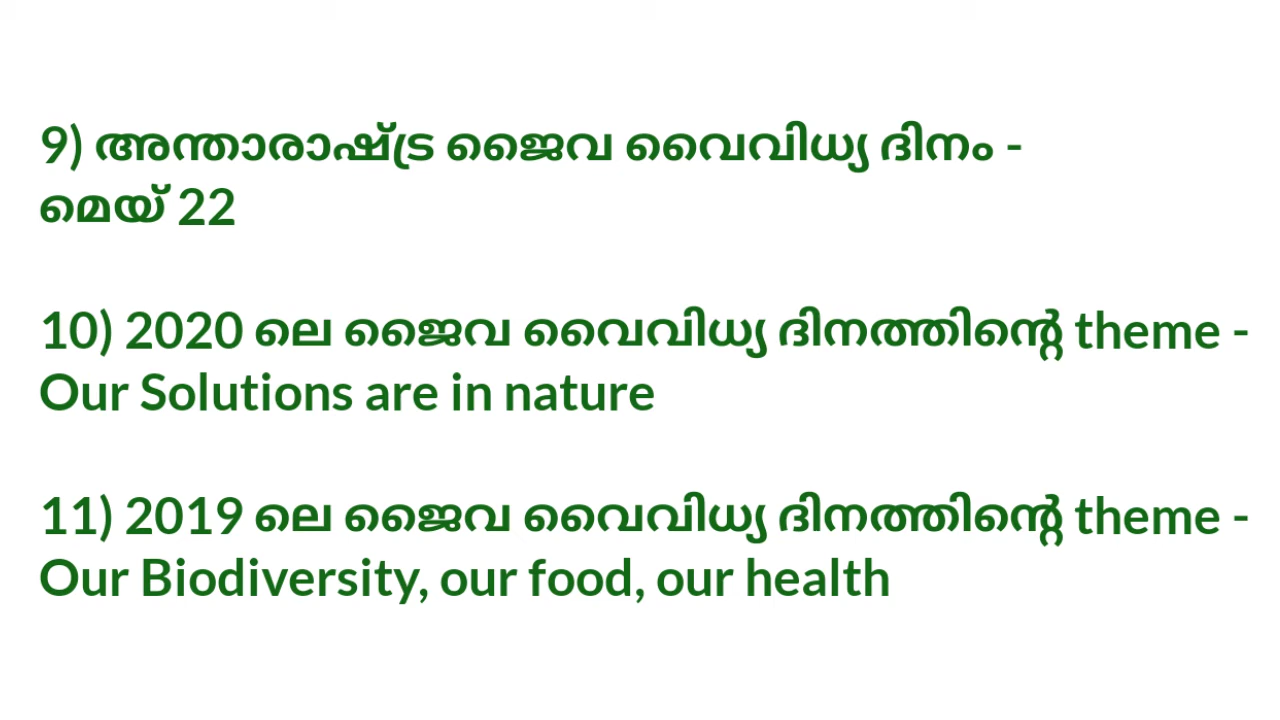 9) അന്താരാഷ്ട്ര ജൈവ വൈവിധ്യ ദിനം -
മെയ് 22
10) 2020 ലെ ജൈവ വൈവിധ്യ ദിനത്തിന്റെ theme -
Our Solutions are in nature
11) 2019 ലെ ജൈവ വൈവിധ്യ ദിനത്തിന്റെ theme -
Our Biodiversity, our food, our health